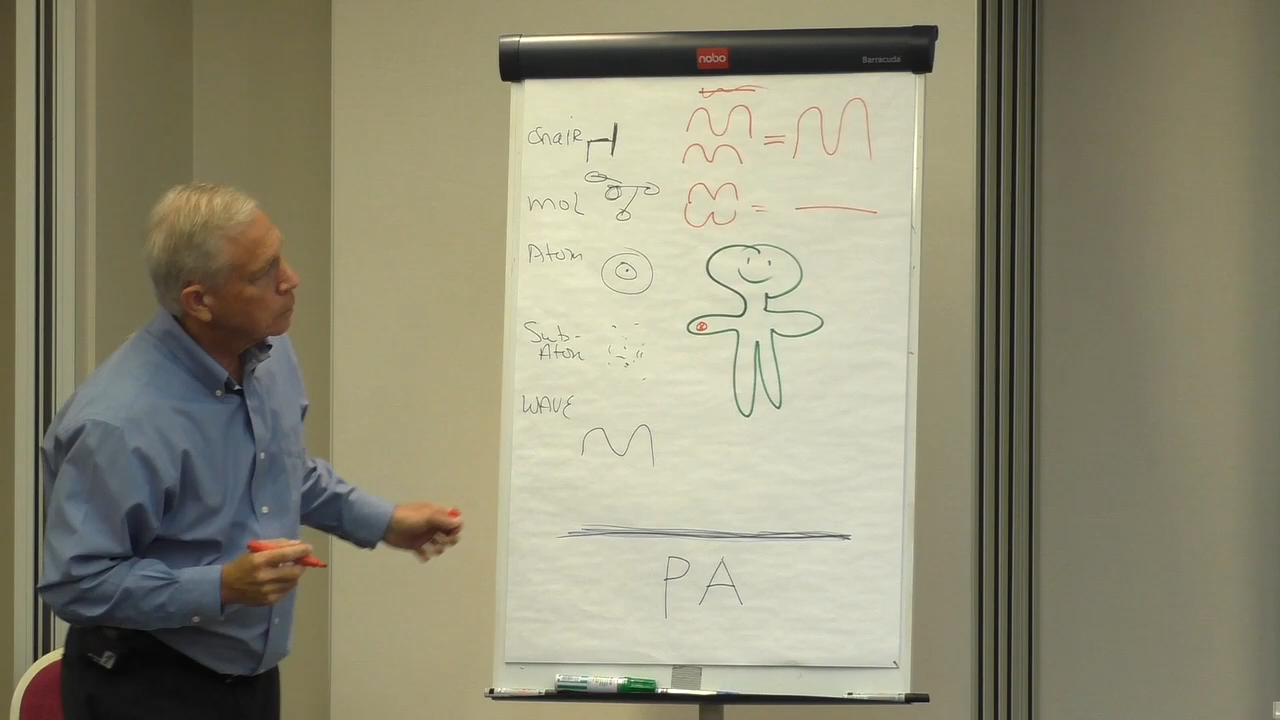 nobo
Barracuda
chair
=
mol
=
Atom
Sub-
Atom
WAVE
PA